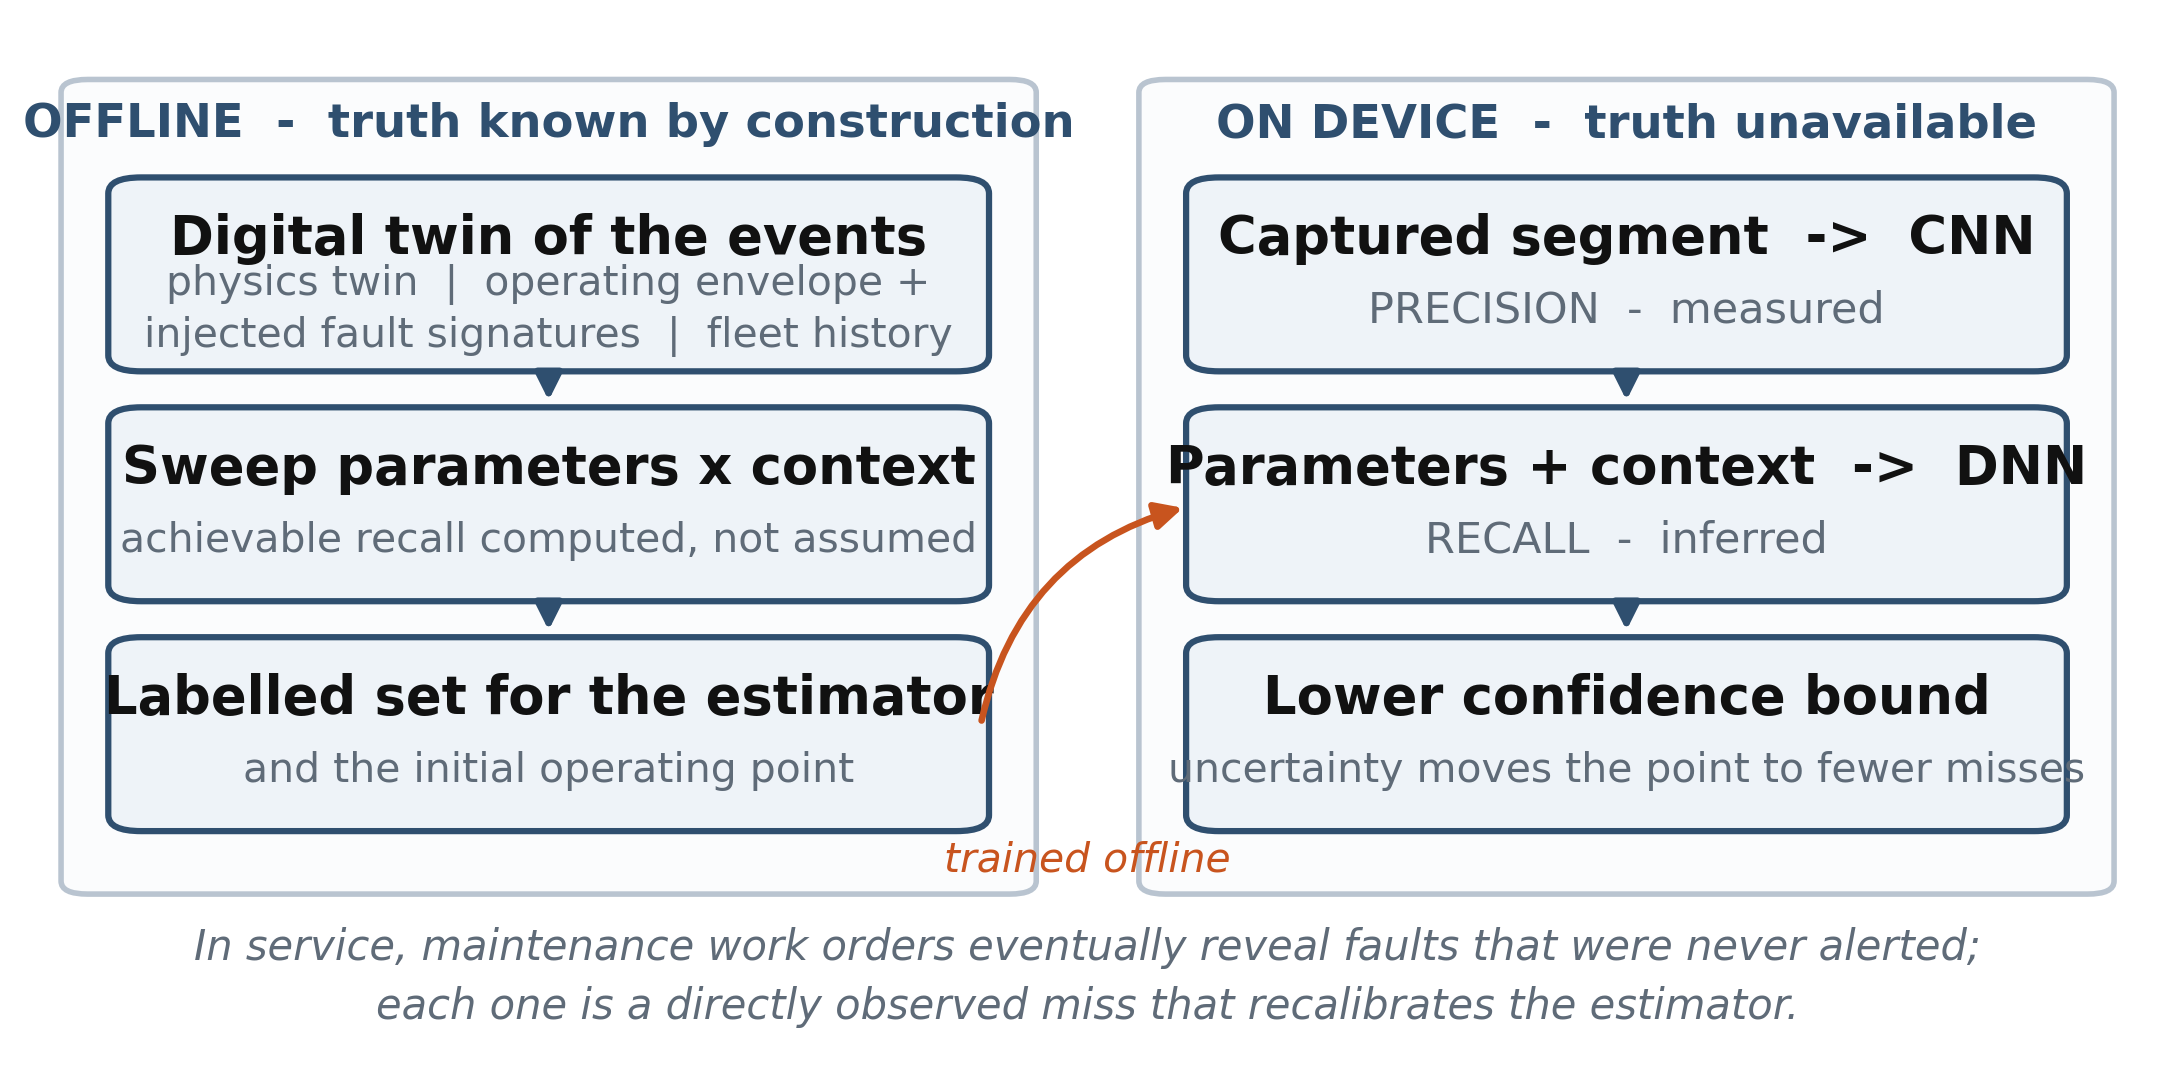 OFFLINE - truth known by construction
Digital twin of the events
physics twin | operating envelope +
injected fault signatures | fleet history
Sweep parameters x context
achievable recall computed, not assumed
Labelled set for the estimator
and the initial operating point
ON DEVICE - truth unavailable
Captured segment -> CNN
PRECISION - measured
Parameters + context -> DNN
RECALL - inferred
Lower confidence bound
uncertainty moves the point to fewer misses
trained offline
In service, maintenance work orders eventually reveal faults that were never alerted;
each one is a directly observed miss that recalibrates the estimator.